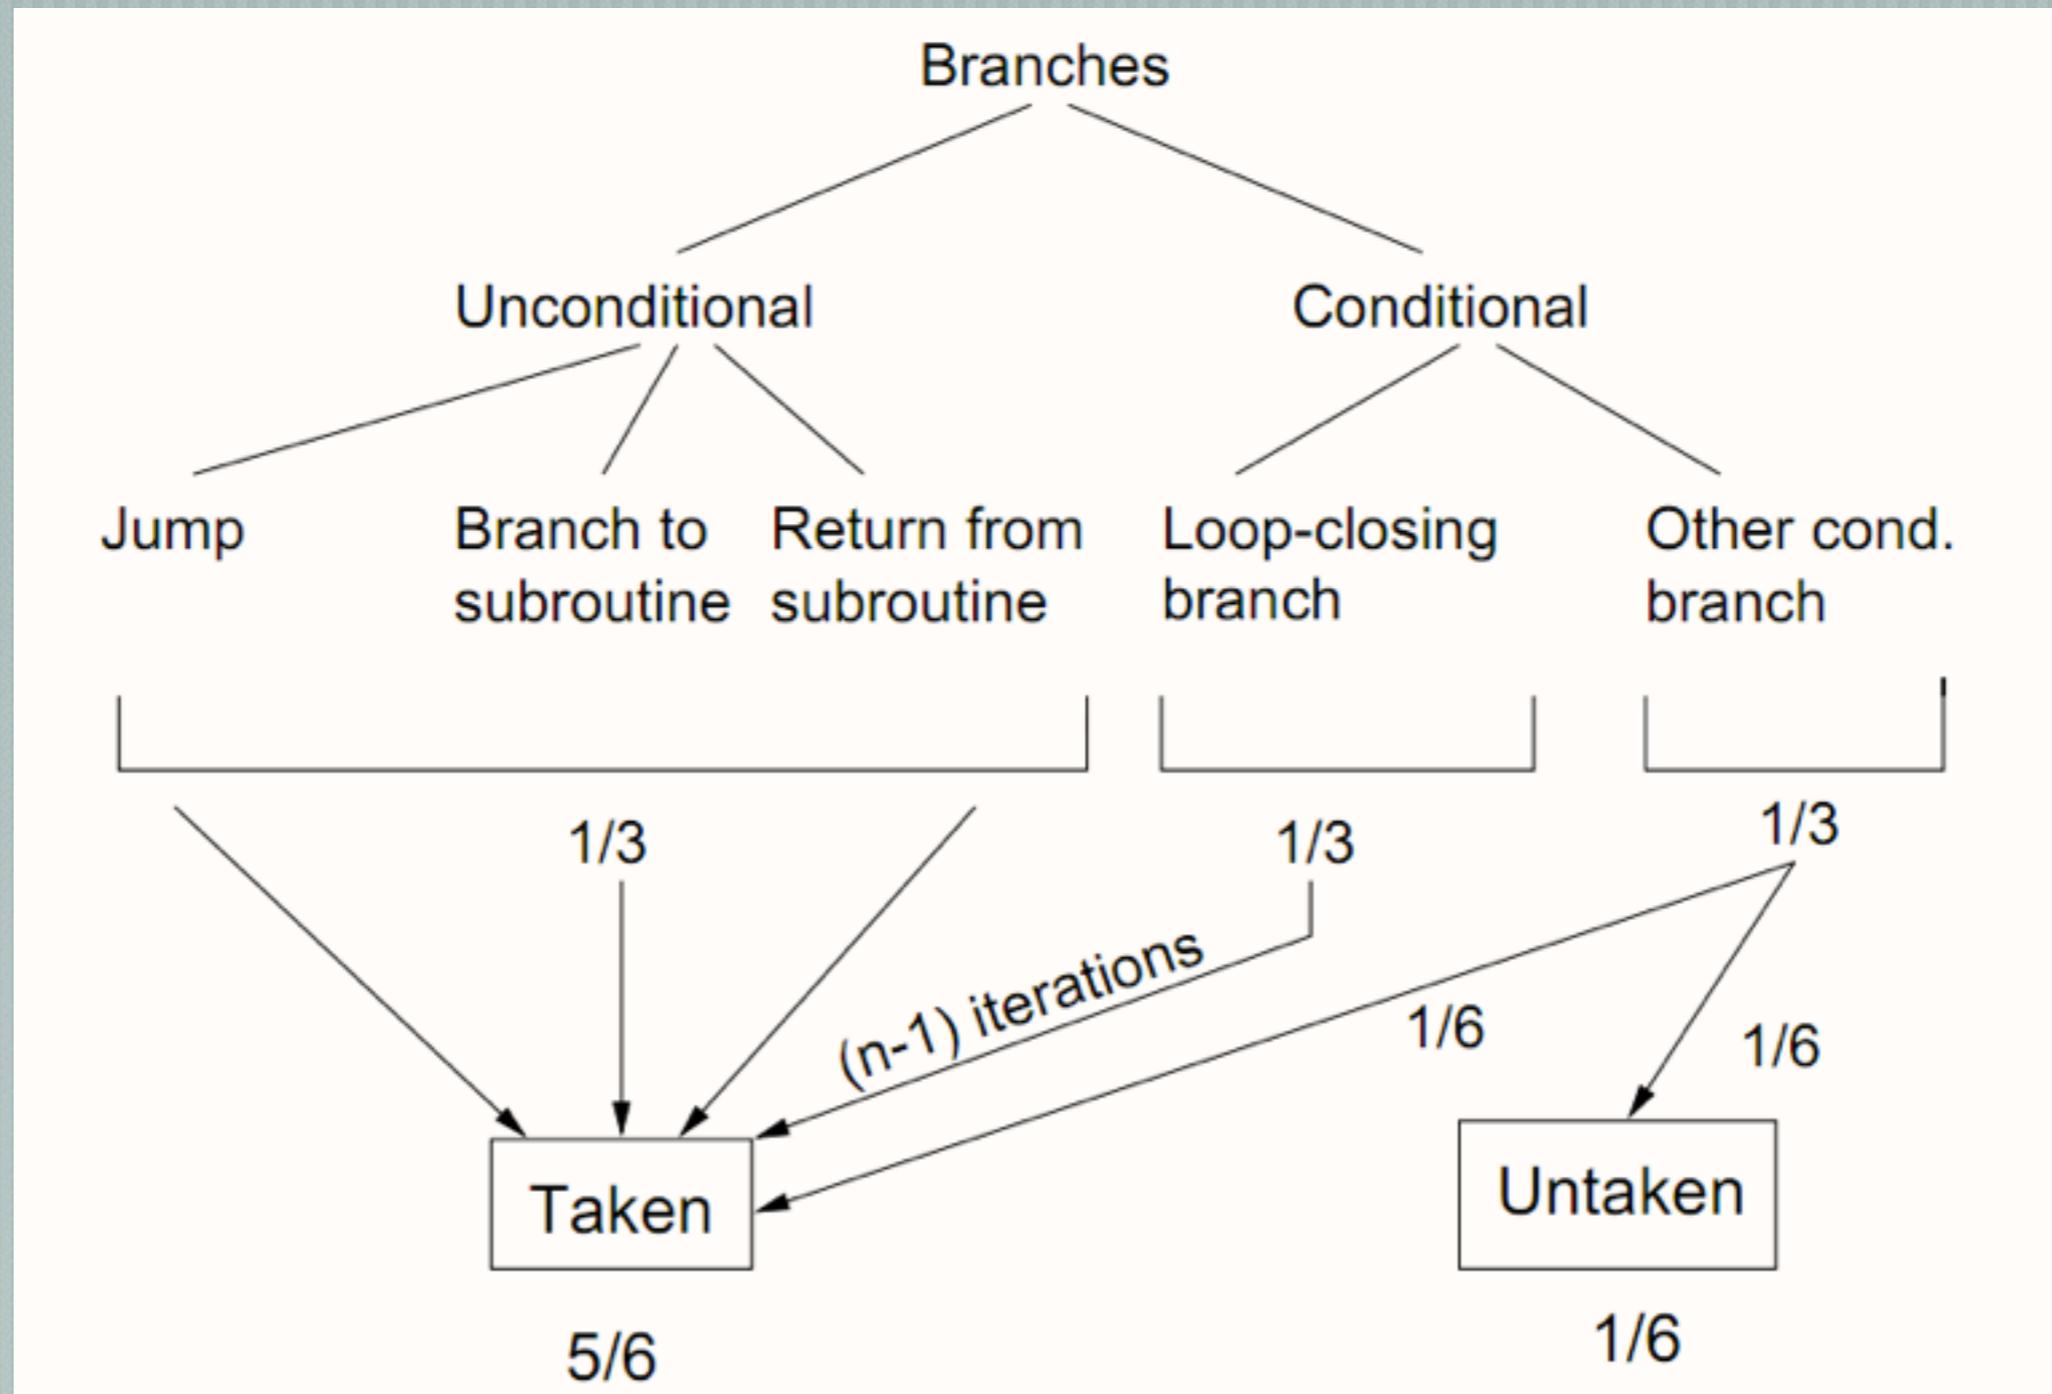 Branches
Unconditional
Conditional
Jump
Branch to
subroutine
Return from
subroutine
Loop-closing
branch
Other cond.
branch
1/3
1/3
1/3
(n-1) iterations
1/6
1/6
Taken
Untaken
5/6
1/6